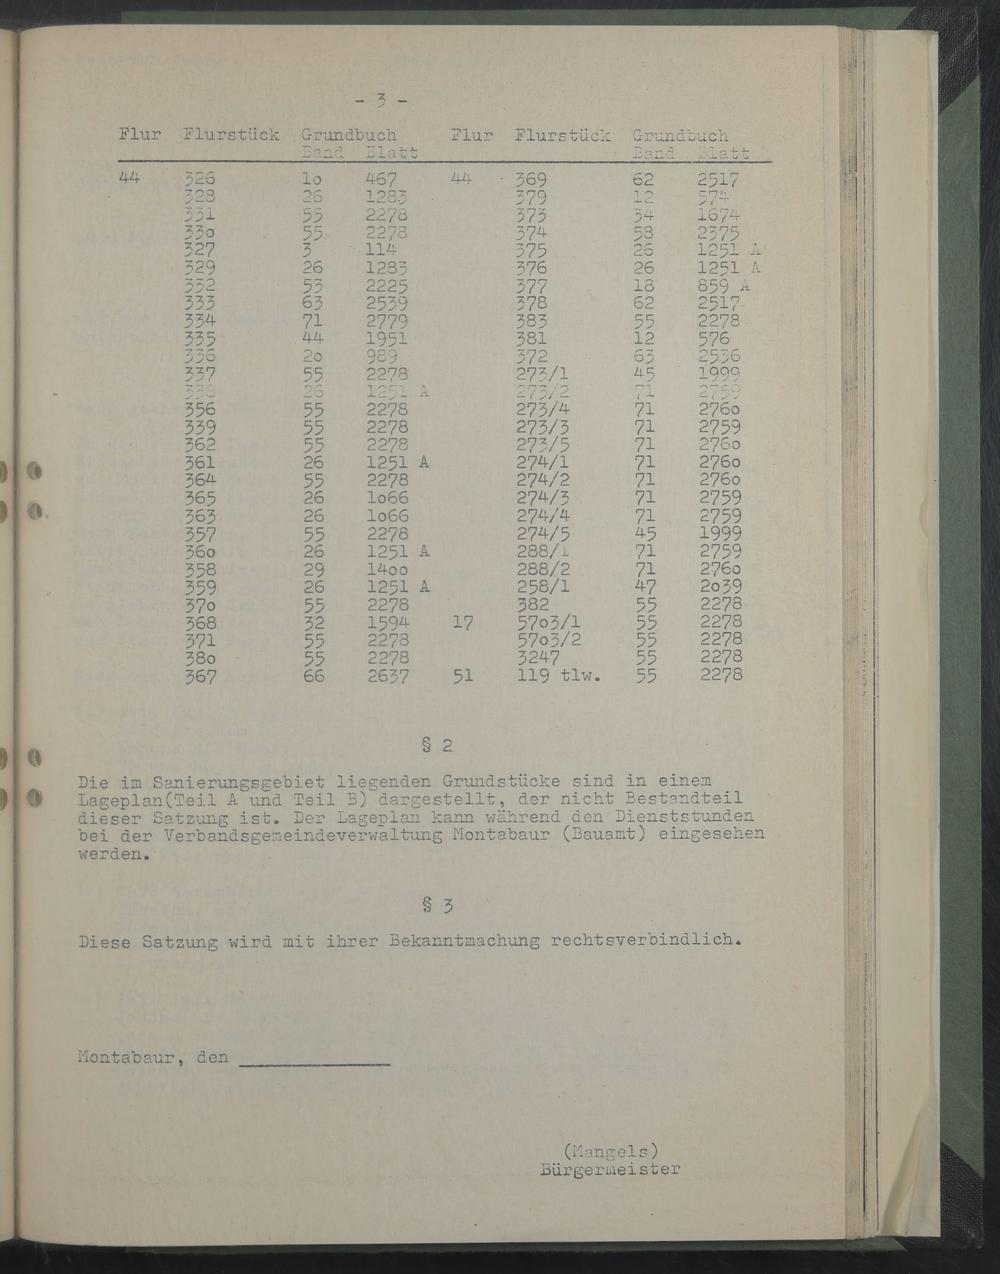 - 3 -
Flur Flurstück Grundbuch Flur Flurstück Grundbuch
Band Blatt Band Blatt
44 326 1o 467 44 369 62 2517
328 26 1283 379 12 574
331 55 2278 373 34 1674
33o 55 2278 374 58 2375
327 3 114 375 26 1251 A
329 26 1283 376 26 1251 A
332 53 2225 377 18 859 A
333 63 2539 378 62 2517
334 71 2779 383 55 2278
335 44 1951 381 12 576
336 2o 989 372 63 2536
337 55 2278 273/1 45 1999
338 26 1251 A 273/2 71 2759
356 55 2278 273/4 71 276o
339 55 2278 273/3 71 2759
362 55 2278 273/5 71 276o
361 26 1251 A 274/1 71 276o
364 55 2278 274/2 71 276o
365 26 1o66 274/3 71 2759
363 26 1o66 274/4 71 2759
357 55 2278 274/5 45 1999
36o 26 1251 A 288/1 71 2759
358 29 14oo 288/2 71 276o
359 26 1251 A 258/1 47 2o39
37o 55 2278 382 55 2278
368 32 1594 17 57o3/1 55 2278
371 55 2278 57o3/2 55 2278
38o 55 2278 3247 55 2278
367 66 2637 51 119 tlw. 55 2278
§ 2
Die im Sanierungsgebiet liegenden Grundstücke sind in einem
Lageplan(Teil A und Teil B) dargestellt, der nicht Bestandteil
dieser Satzung ist. Der Lageplan kann während den Dienststunden
bei der Verbandsgemeindeverwaltung Montabaur (Bauamt) eingesehen
werden.
§ 3
Diese Satzung wird mit ihrer Bekanntmachung rechtsverbindlich.
Montabaur, den
(Mangels)
Bürgermeister